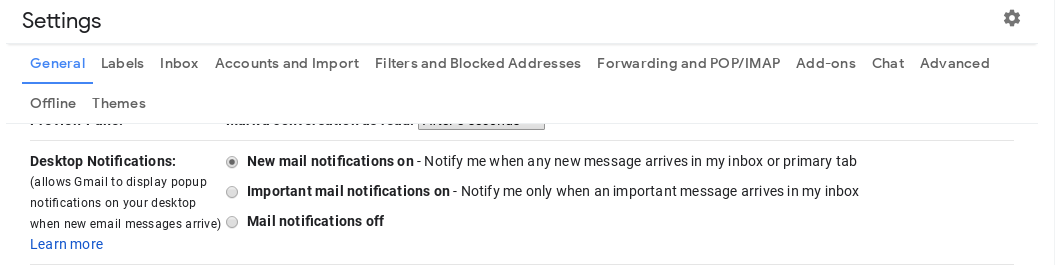 Settings
General Labels Inbox Accounts and Import Filters and Blocked Addresses Forwarding and POP/IMAP Add-ons Chat Advanced
Offline Themes
Desktop Notifications:
(allows Gmail to display popup
notifications on your desktop
when new email messages arrive)
Learn more
New mail notifications on - Notify me when any new message arrives in my inbox or primary tab
Important mail notifications on - Notify me only when an important message arrives in my inbox
Mail notifications off